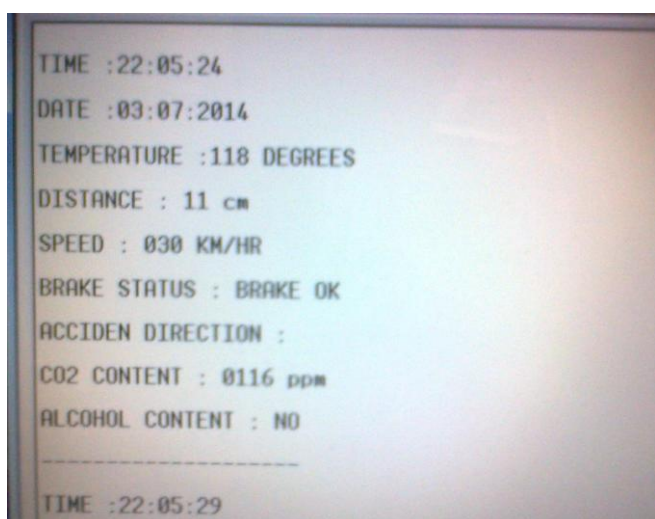 TIME :22:05:24
DATE :03:07:2014
TEMPERATURE :118 DEGREES
DISTANCE : 11 cm
SPEED : 030 KM/HR
BRAKE STATUS : BRAKE OK
ACCIDEN DIRECTION :
CO2 CONTENT : 0116 ppm
ALCOHOL CONTENT : NO
---------------------
TIME :22:05:29